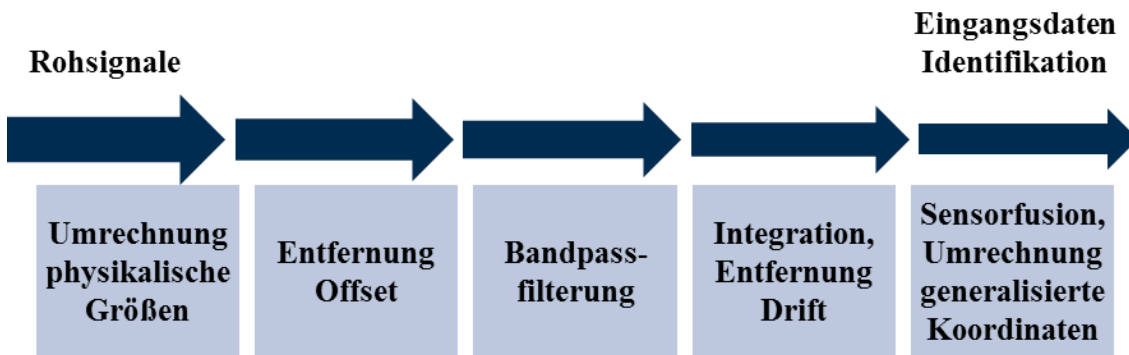 Rohsignale
Eingangsdaten
Identifikation
Umrechnung
physikalische
Größen
Entfernung
Offset
Bandpass-
filterung
Integration,
Entfernung
Drift
Sensorfusion,
Umrechnung
generalisierte
Koordinaten